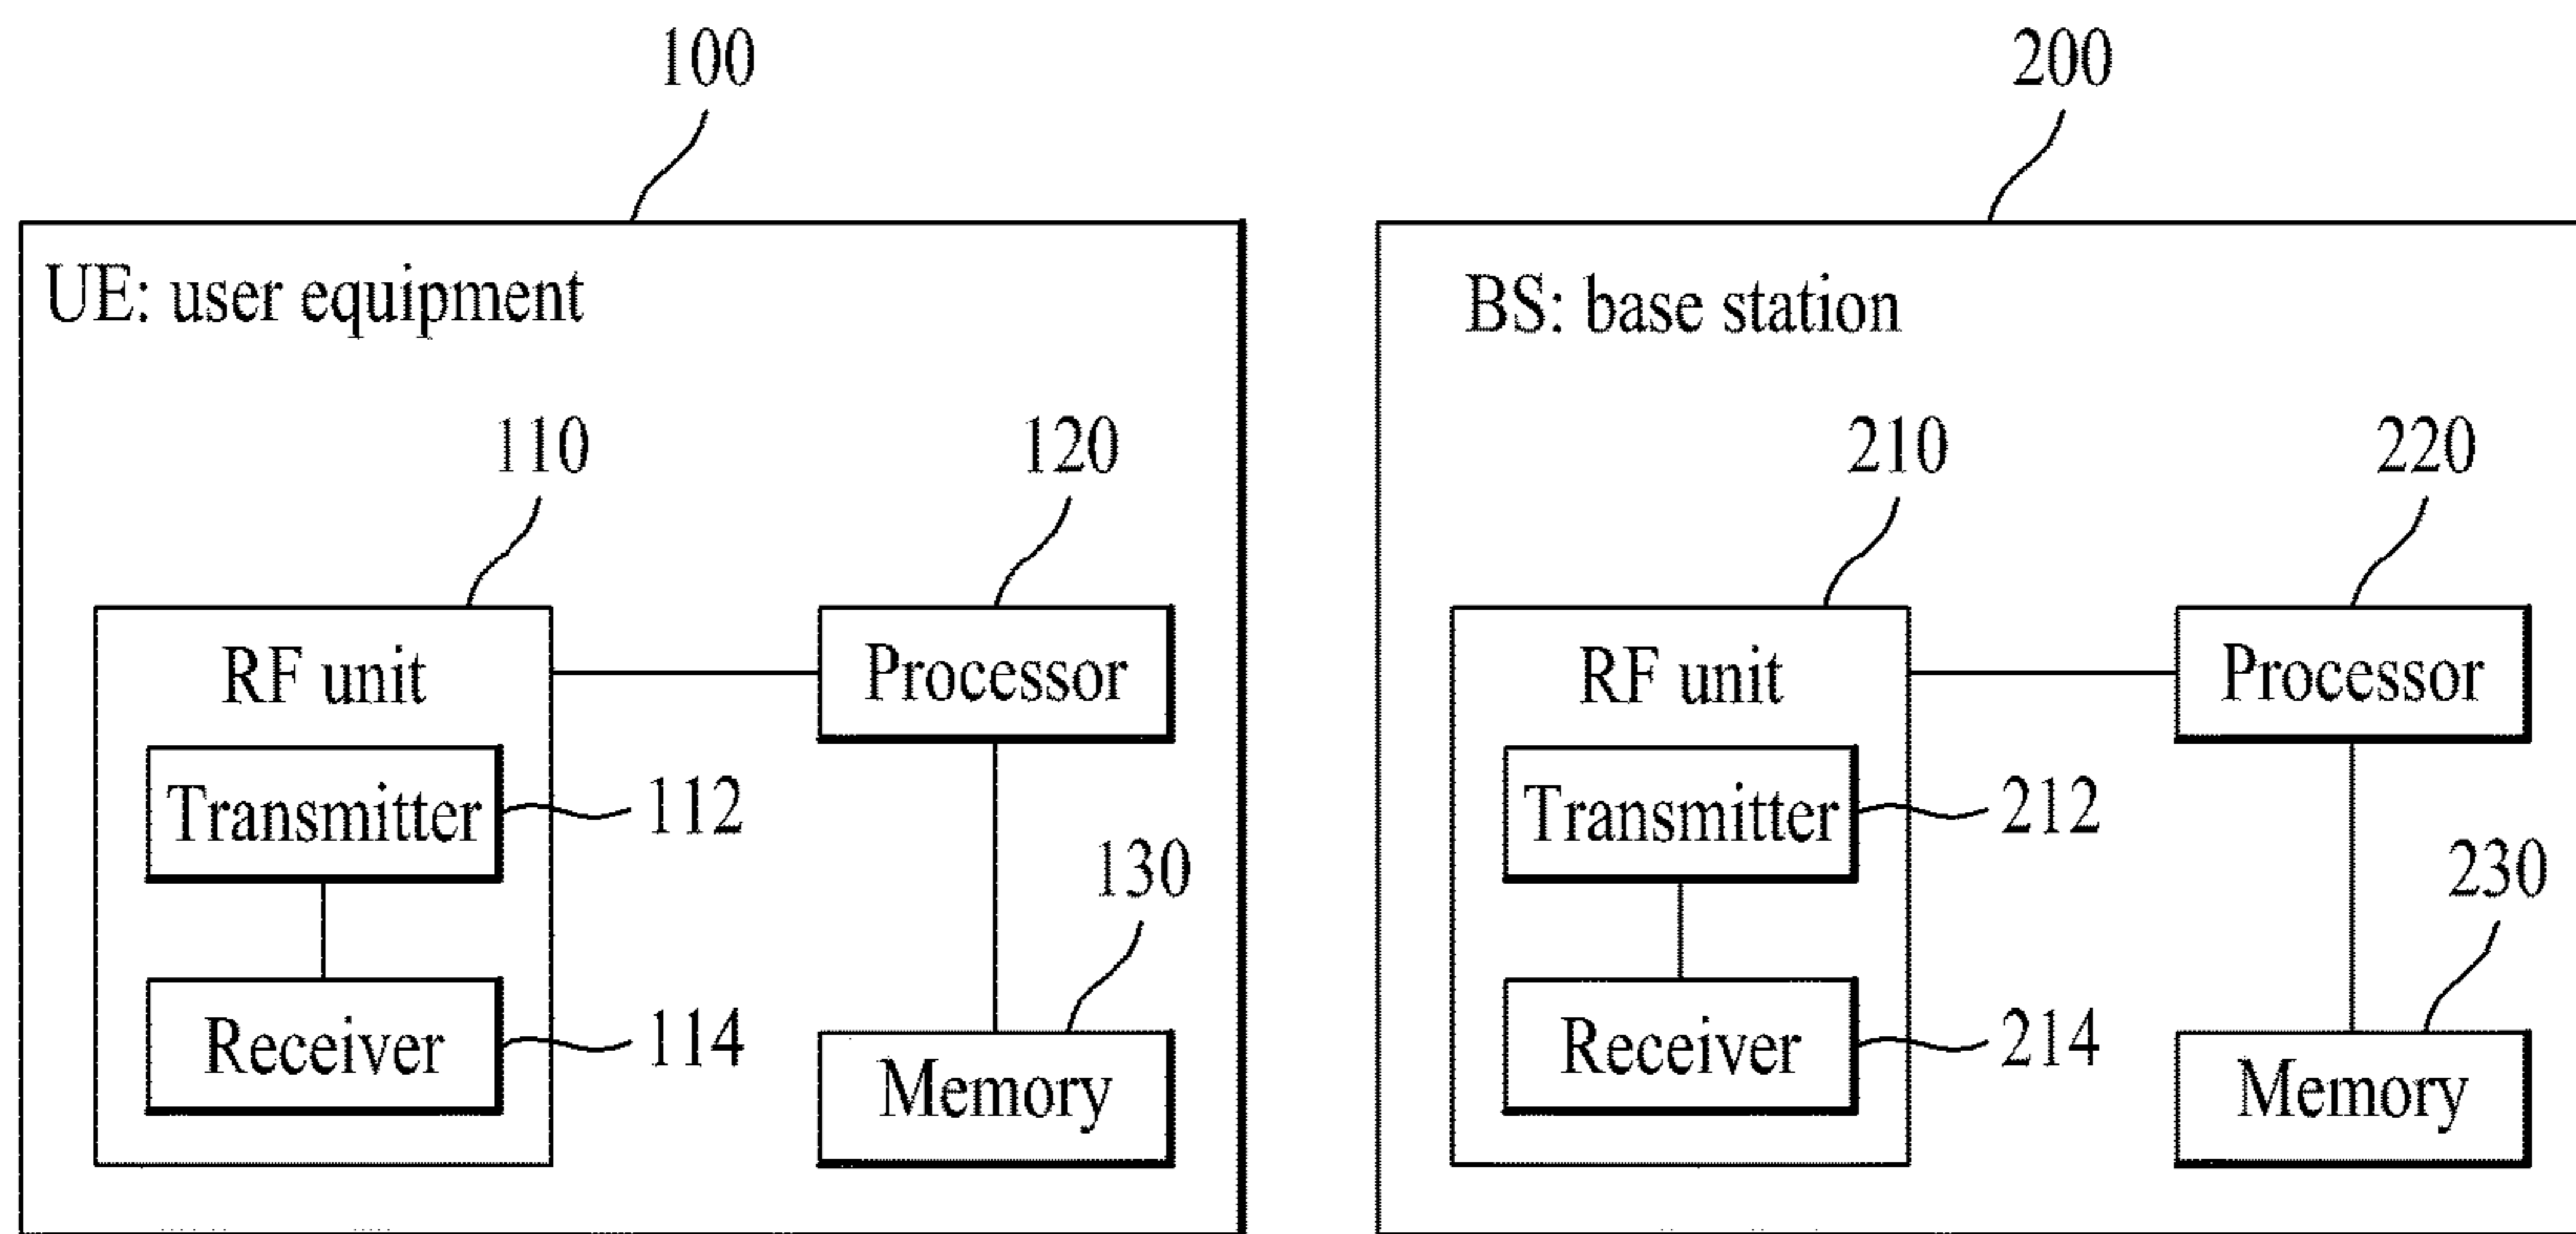 100
UE: user equipment
110
120
RF unit
Processor
Transmitter
112
130
Receiver
114
Memory
200
BS: base station
210
220
RF unit
Processor
Transmitter
212
230
Receiver
214
Memory